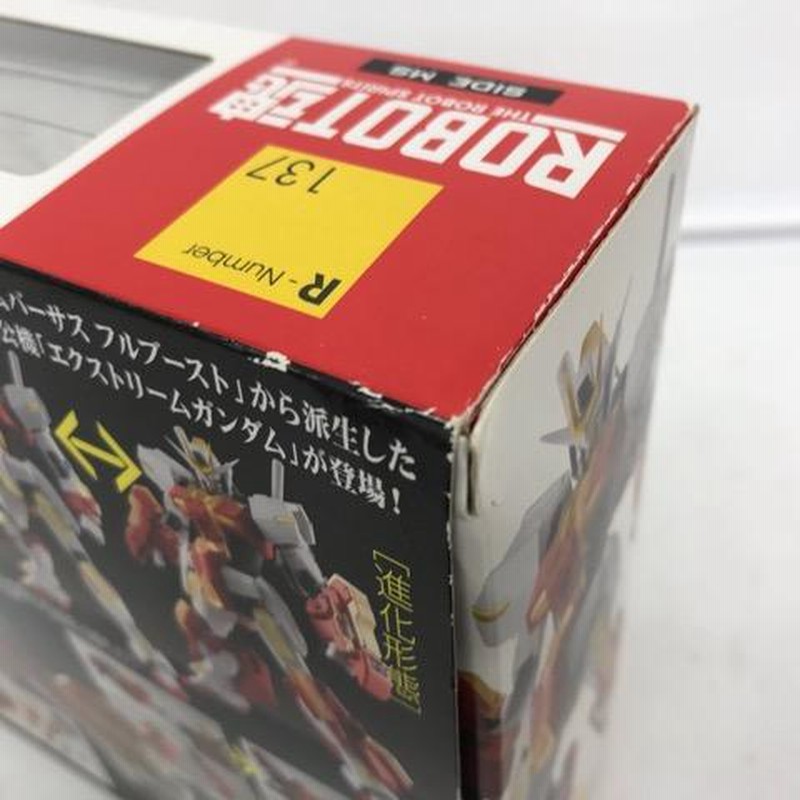 SIDE MS
THE ROBOT SPIRITS
ROBOT魂
R-Number
137
ムバーサス フルブースト」から派生した
公機「エクストリームガンダム」が登場!
[進化形態]